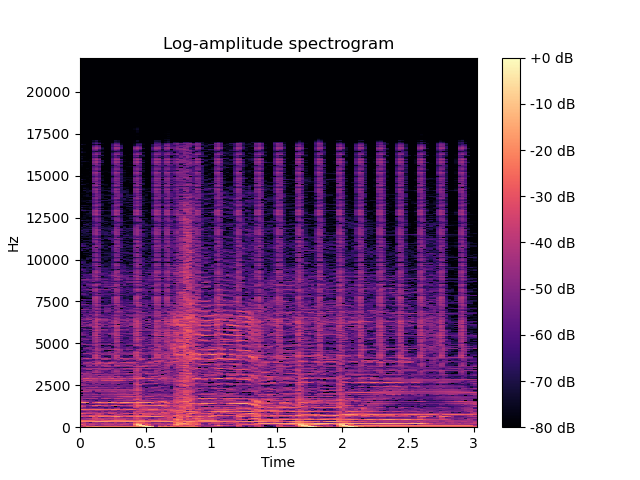 Log-amplitude spectrogram
Hz
20000
17500
15000
12500
10000
7500
5000
2500
0
0 0.5 1 1.5 2 2.5 3
Time
+0 dB
-10 dB
-20 dB
-30 dB
-40 dB
-50 dB
-60 dB
-70 dB
-80 dB